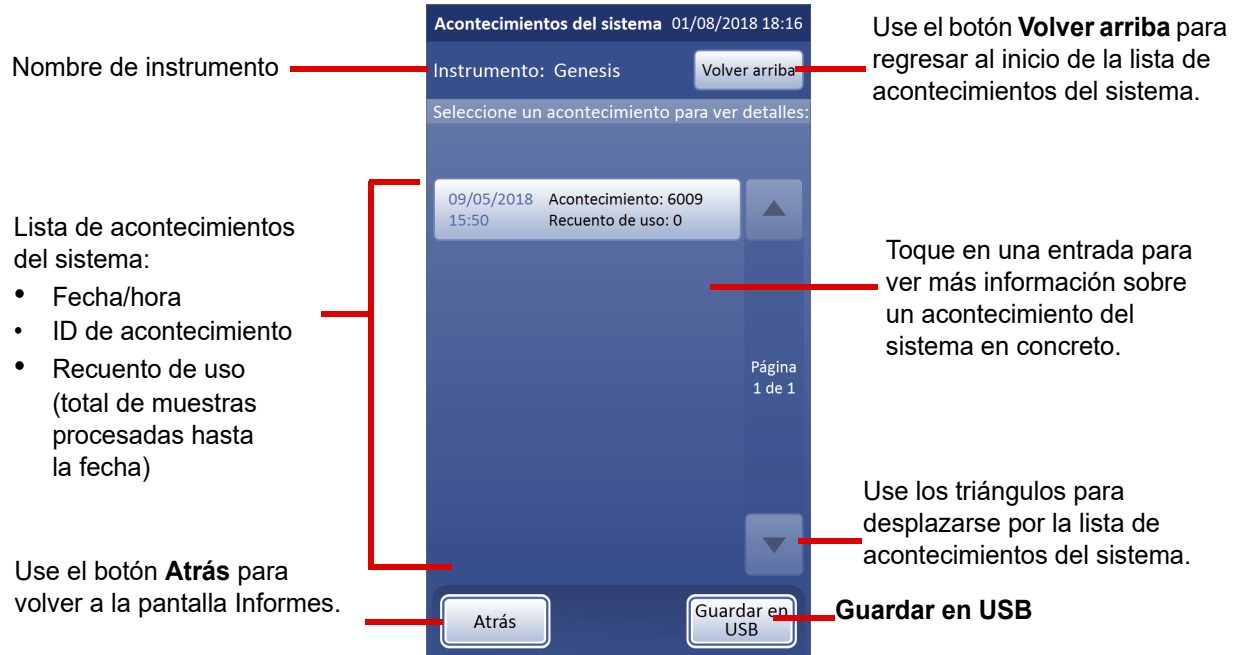 Acontecimientos del sistema 01/08/2018 18:16
Instrumento: Genesis
Volver arriba
Seleccione un acontecimiento para ver detalles:
09/05/2018 Acontecimiento: 6009
15:50 Recuento de uso: 0
Página
1 de 1
Atrás
Guardar en
USB
Nombre de instrumento
Lista de acontecimientos
del sistema:
• Fecha/hora
• ID de acontecimiento
• Recuento de uso
(total de muestras
procesadas hasta
la fecha)
Use el botón Atrás para
volver a la pantalla Informes.
Use el botón Volver arriba para
regresar al inicio de la lista de
acontecimientos del sistema.
Toque en una entrada para
ver más información sobre
un acontecimiento del
sistema en concreto.
Use los triángulos para
desplazarse por la lista de
acontecimientos del sistema.
Guardar en USB